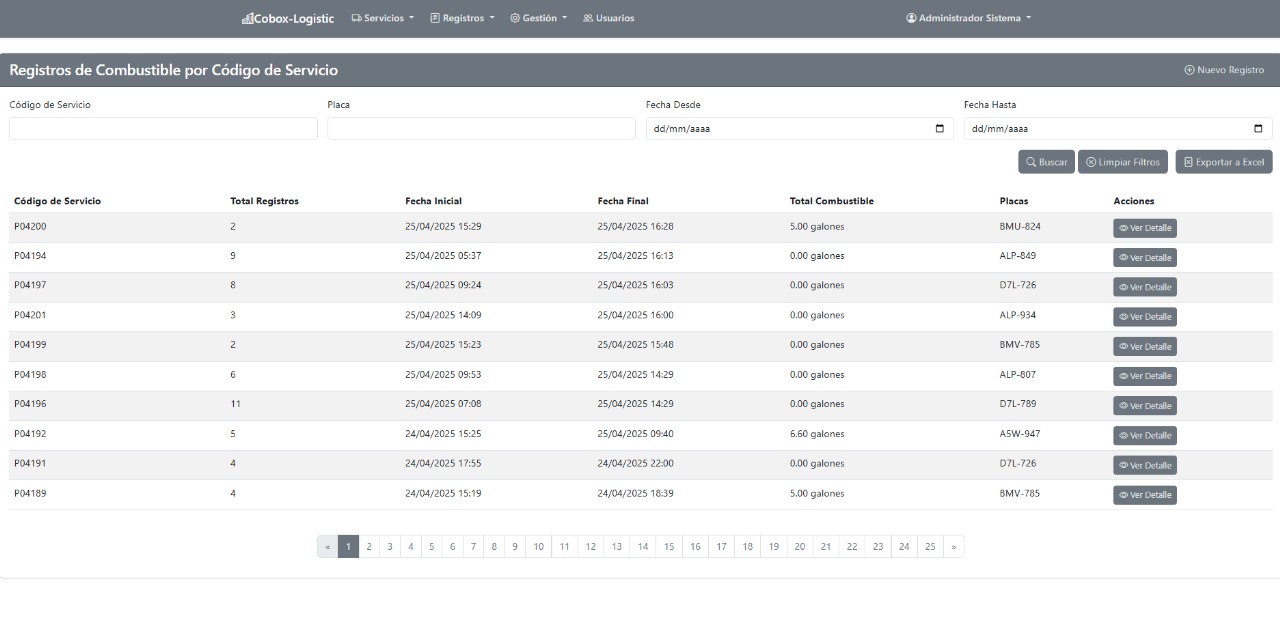 Cobox-Logistic Servicios Registros Gestión Usuarios Administrador Sistema
Registros de Combustible por Código de Servicio Nuevo Registro
Código de Servicio Placa Fecha Desde Fecha Hasta
dd/mm/aaaa dd/mm/aaaa
Buscar Limpiar Filtros Exportar a Excel
Código de Servicio Total Registros Fecha Inicial Fecha Final Total Combustible Placas Acciones
P04200 2 25/04/2025 15:29 25/04/2025 16:28 5.00 galones BMU-824 Ver Detalle
P04194 9 25/04/2025 05:37 25/04/2025 16:13 0.00 galones ALP-849 Ver Detalle
P04197 8 25/04/2025 09:24 25/04/2025 16:03 0.00 galones D7L-726 Ver Detalle
P04201 3 25/04/2025 14:09 25/04/2025 16:00 0.00 galones ALP-934 Ver Detalle
P04199 2 25/04/2025 15:23 25/04/2025 15:48 0.00 galones BMV-785 Ver Detalle
P04198 6 25/04/2025 09:53 25/04/2025 14:29 0.00 galones ALP-807 Ver Detalle
P04196 11 25/04/2025 07:08 25/04/2025 14:29 0.00 galones D7L-789 Ver Detalle
P04192 5 24/04/2025 15:25 25/04/2025 09:40 6.60 galones A5W-947 Ver Detalle
P04191 4 24/04/2025 17:55 24/04/2025 22:00 0.00 galones D7L-726 Ver Detalle
P04189 4 24/04/2025 15:19 24/04/2025 18:39 5.00 galones BMV-785 Ver Detalle
« 1 2 3 4 5 6 7 8 9 10 11 12 13 14 15 16 17 18 19 20 21 22 23 24 25 »